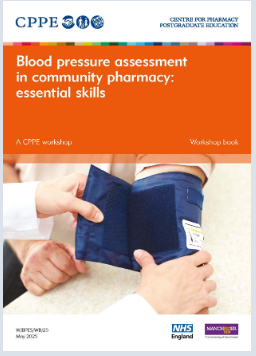 CPPE
CENTRE FOR PHARMACY
POSTGRADUATE EDUCATION
Blood pressure assessment
in community pharmacy:
essential skills
A CPPE workshop
Workshop book
May 2025
NHS
England
MANCHESTER